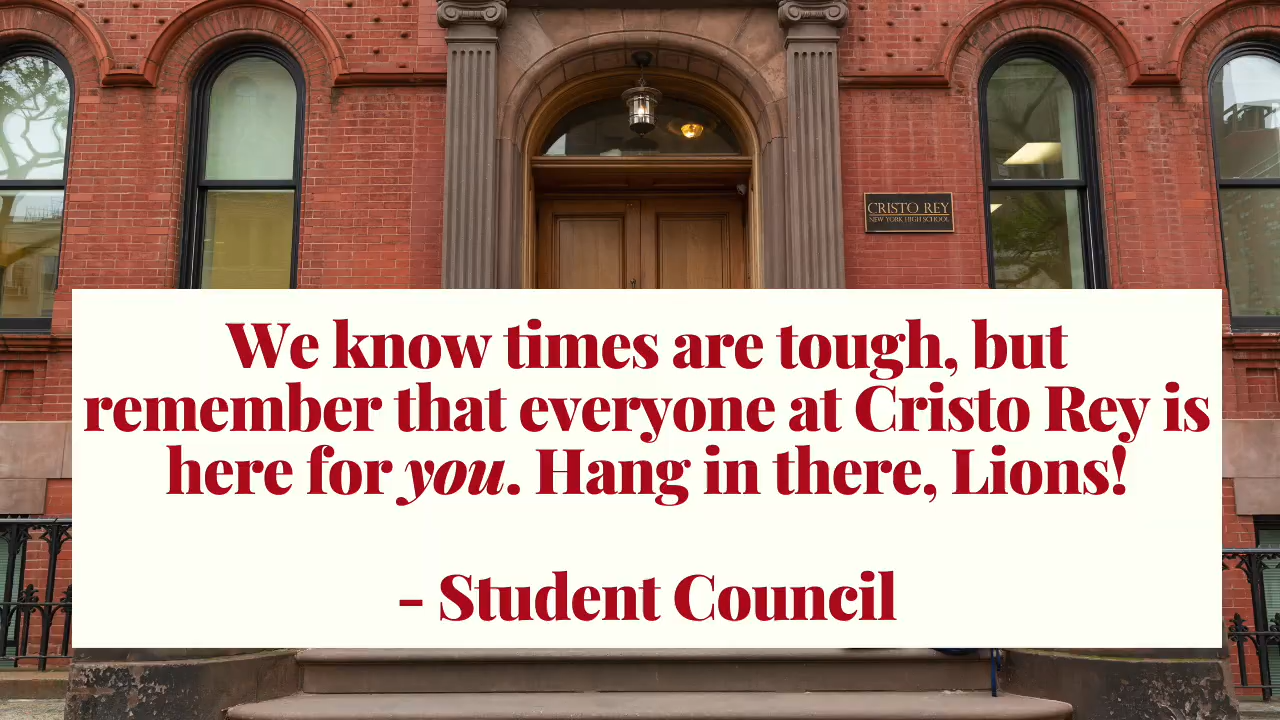 CRISTO REY
NEW YORK HIGH SCHOOL
We know times are tough, but
remember that everyone at Cristo Rey is
here for you. Hang in there, Lions!
- Student Council